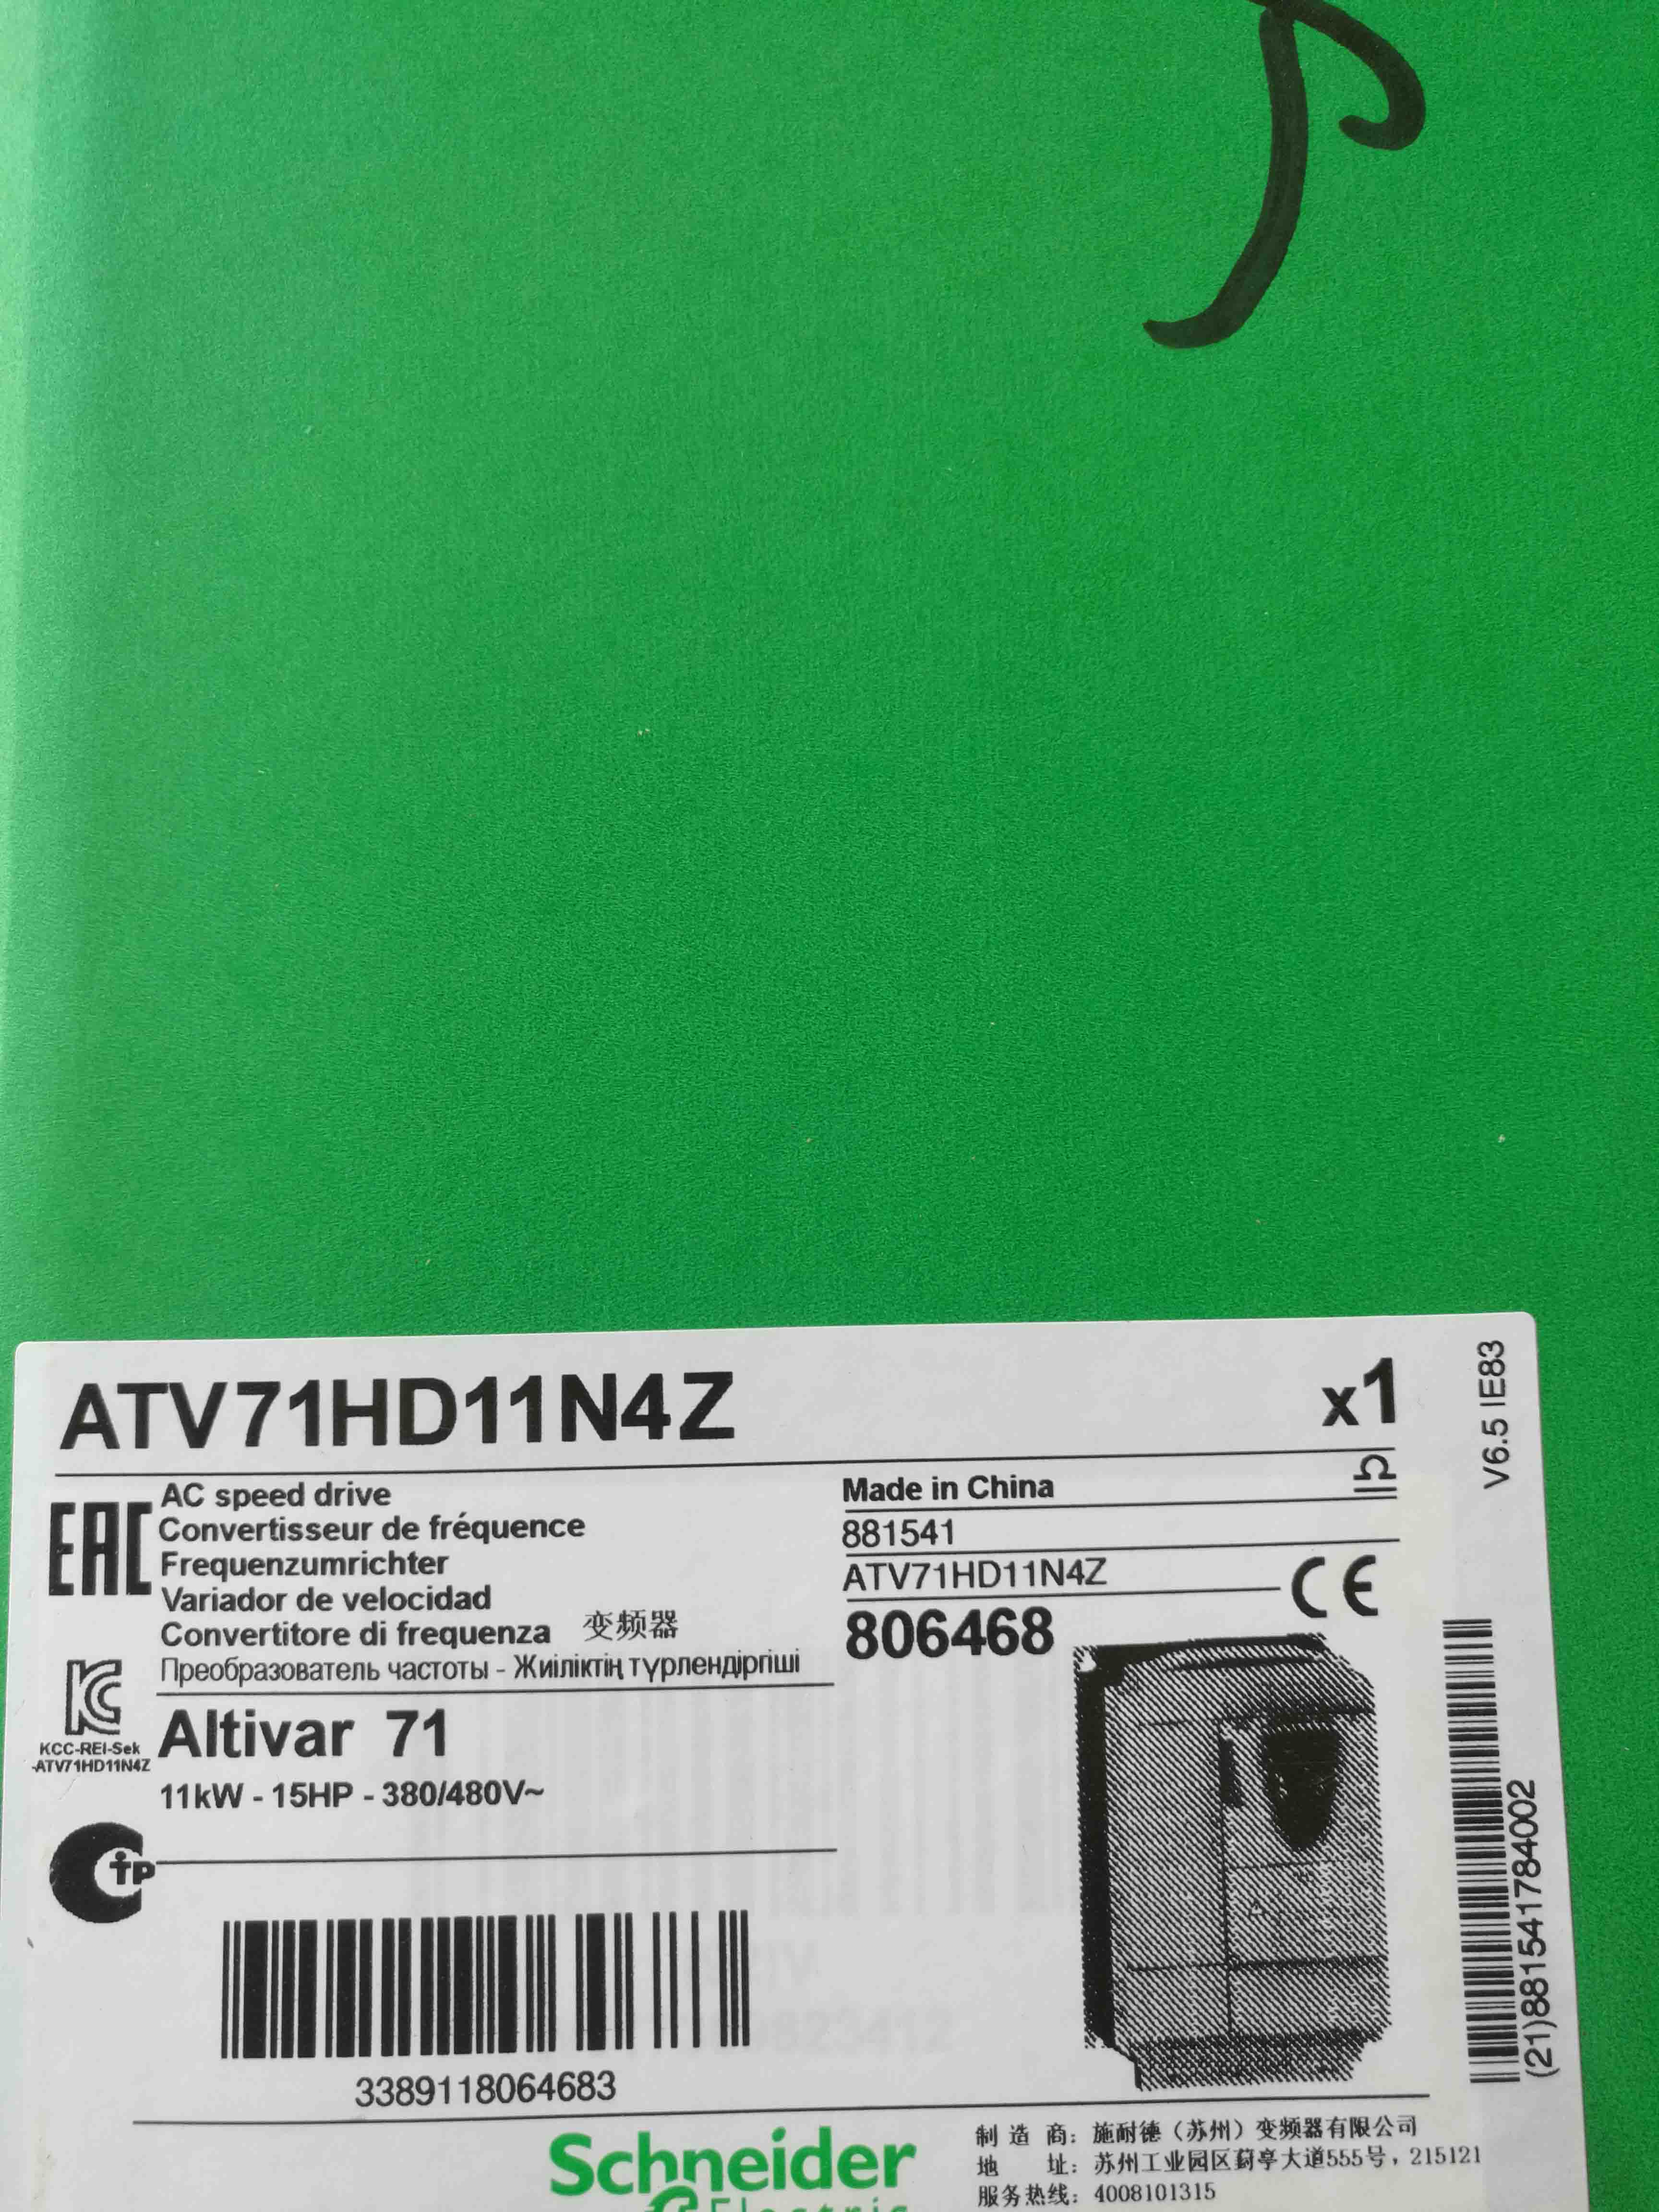 ATV71HD11N4Z
x1
V6.5 IE83
AC speed drive
Convertisseur de fréquence
Frequenzumrichter
Variador de velocidad
Convertitore di frequenza 变频器
Преобразователь частоты - Жиіліктің түрлендіргіші
EAC
Made in China
881541
ATV71HD11N4Z
CE
806468
KCC-REI-Sek
-ATV71HD11N4Z
Altivar 71
11kW - 15HP - 380/480V~
3389118064683
(21)8815417184002
Schneider
Electric
制 造 商：施耐德（苏州）变频器有限公司
地 址：苏州工业园区葑亭大道555号，215121
服务热线：4008101315